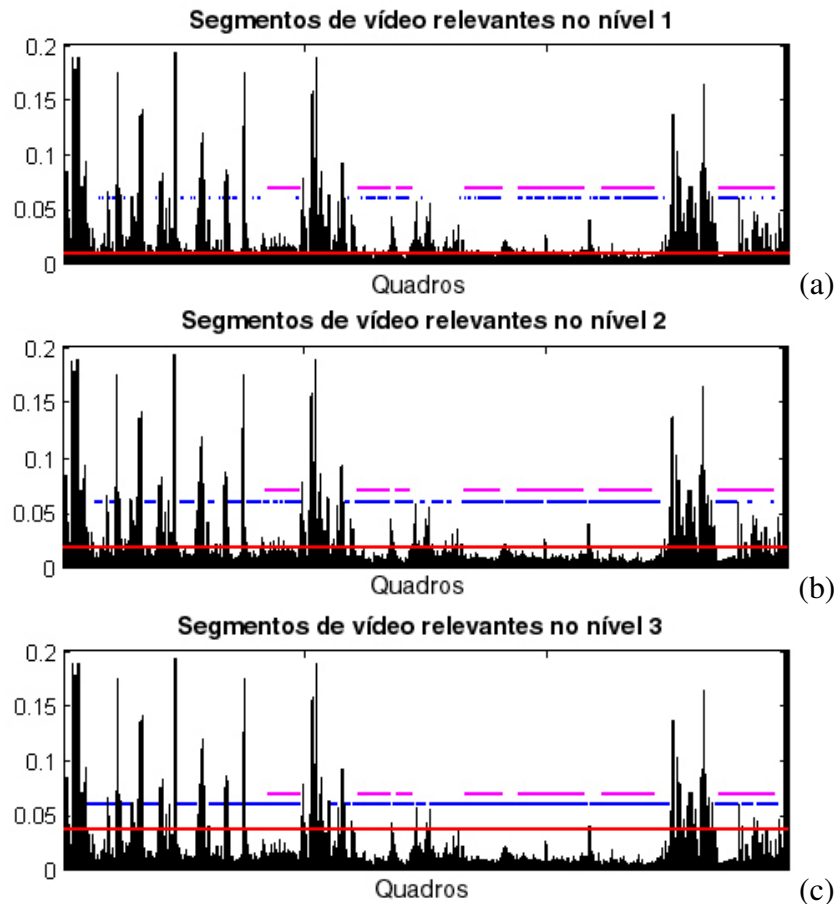 Segmentos de vídeo relevantes no nível 1
0.2
0.15
0.1
0.05
0
Quadros
(a)
Segmentos de vídeo relevantes no nível 2
0.2
0.15
0.1
0.05
0
Quadros
(b)
Segmentos de vídeo relevantes no nível 3
0.2
0.15
0.1
0.05
0
Quadros
(c)